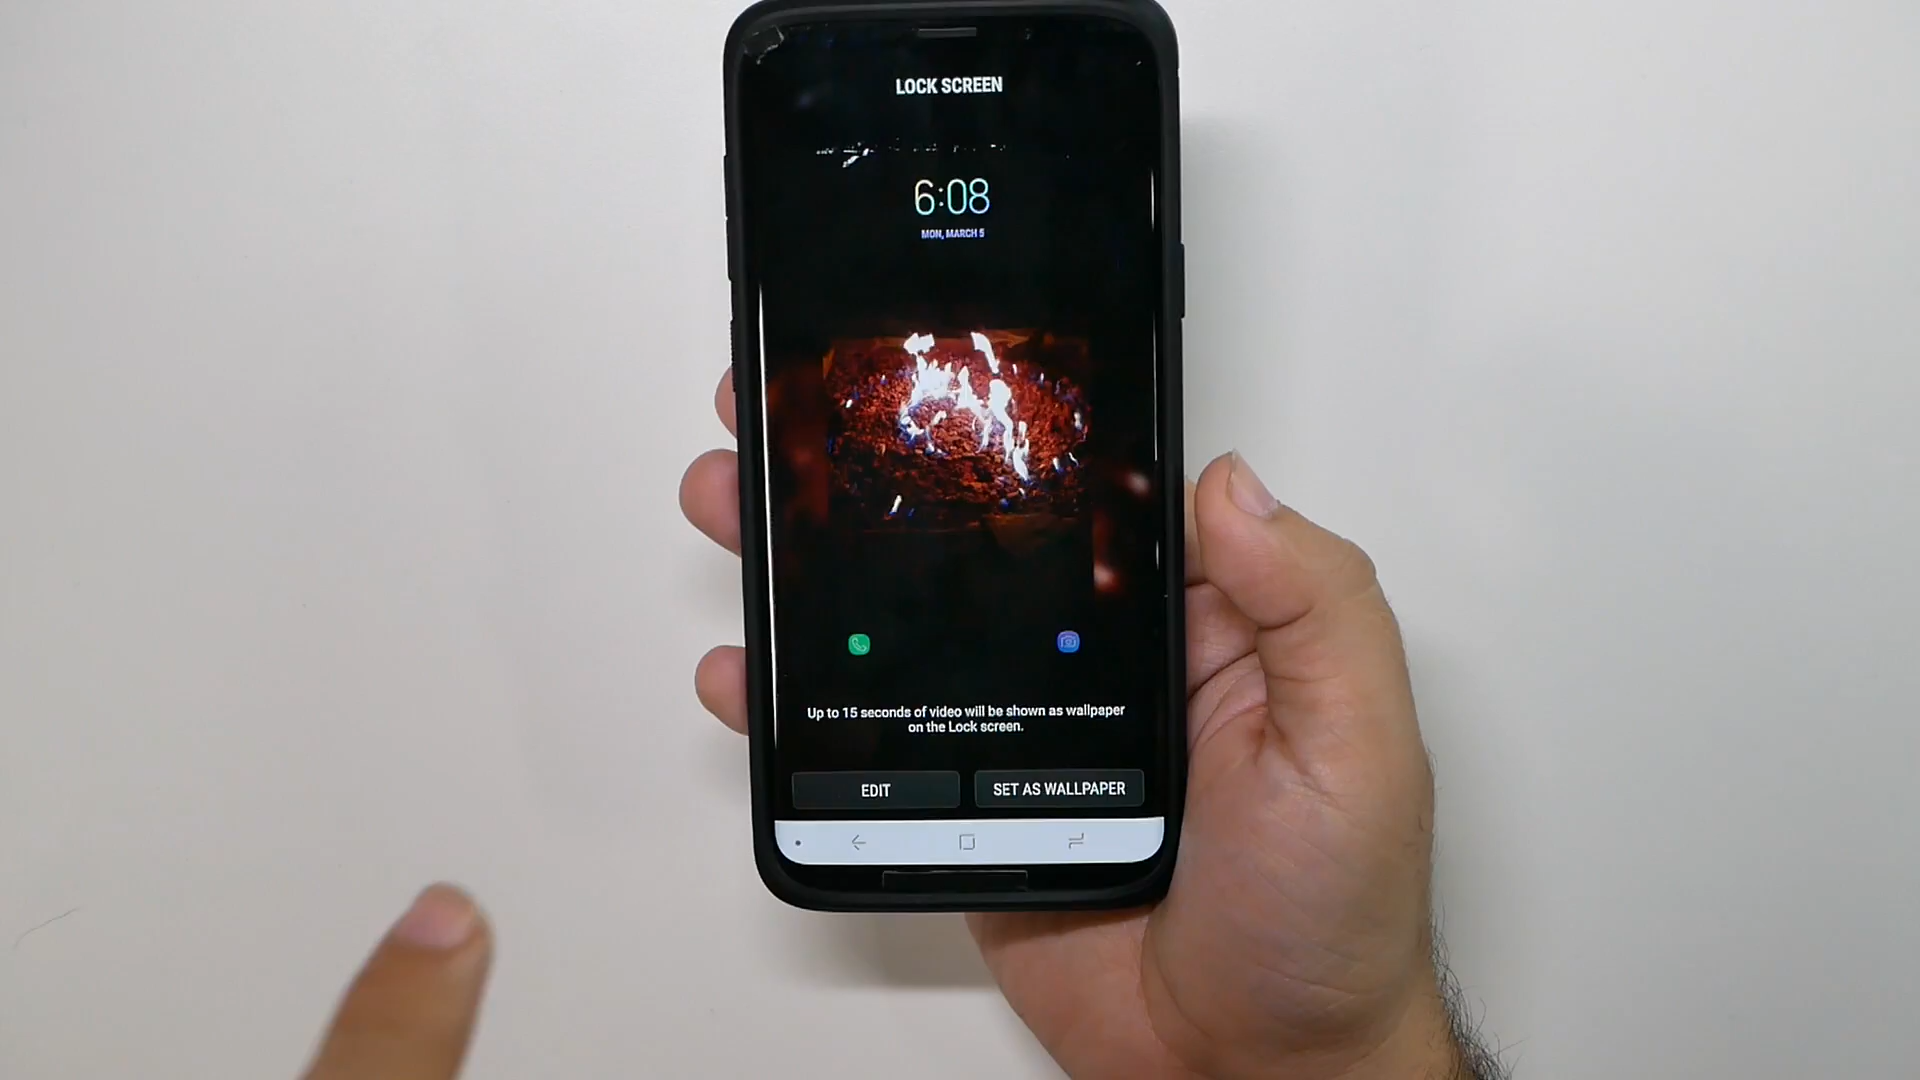 LOCK SCREEN
6:08
MON, MARCH 5
Up to 15 seconds of video will be shown as wallpaper
on the Lock screen.
EDIT
SET AS WALLPAPER